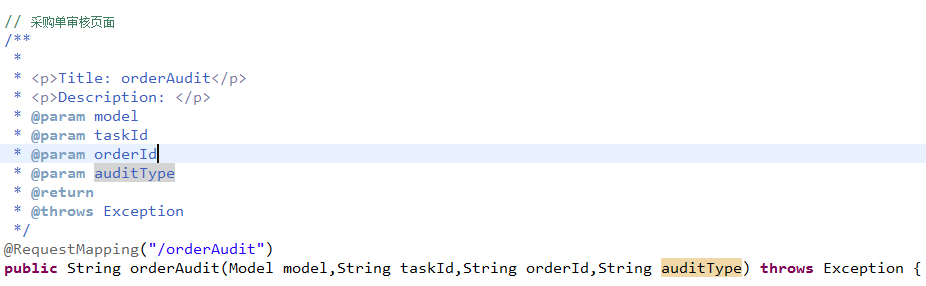 // 采购单审核页面
/**
 *
 * <p>Title: orderAudit</p>
 * <p>Description: </p>
 * @param model
 * @param taskId
 * @param orderId
 * @param auditType
 * @return
 * @throws Exception
 */
@RequestMapping("/orderAudit")
public String orderAudit(Model model,String taskId,String orderId,String auditType) throws Exception {